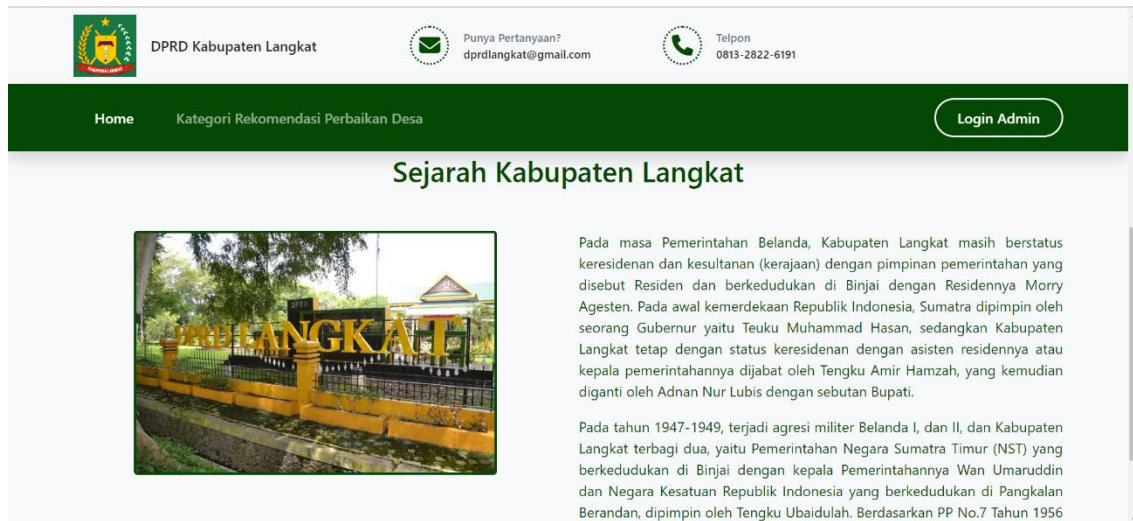 DPRD Kabupaten Langkat
Punya Pertanyaan?
dprdlangkat@gmail.com
Telpon
0813-2822-6191
Home
Kategori Rekomendasi Perbaikan Desa
Login Admin
Sejarah Kabupaten Langkat
DPRD LANGKAT
Pada masa Pemerintahan Belanda, Kabupaten Langkat masih berstatus
keresidenan dan kesultanan (kerajaan) dengan pimpinan pemerintahan yang
disebut Residen dan berkedudukan di Binjai dengan Residennya Morry
Agesten. Pada awal kemerdekaan Republik Indonesia, Sumatra dipimpin oleh
seorang Gubernur yaitu Teuku Muhammad Hasan, sedangkan Kabupaten
Langkat tetap dengan status keresidenan dengan asisten residennya atau
kepala pemerintahannya dijabat oleh Tengku Amir Hamzah, yang kemudian
diganti oleh Adnan Nur Lubis dengan sebutan Bupati.
Pada tahun 1947-1949, terjadi agresi militer Belanda I, dan II, dan Kabupaten
Langkat terbagi dua, yaitu Pemerintahan Negara Sumatra Timur (NST) yang
berkedudukan di Binjai dengan kepala Pemerintahannya Wan Umaruddin
dan Negara Kesatuan Republik Indonesia yang berkedudukan di Pangkalan
Berandan, dipimpin oleh Tengku Ubaidulah. Berdasarkan PP No.7 Tahun 1956